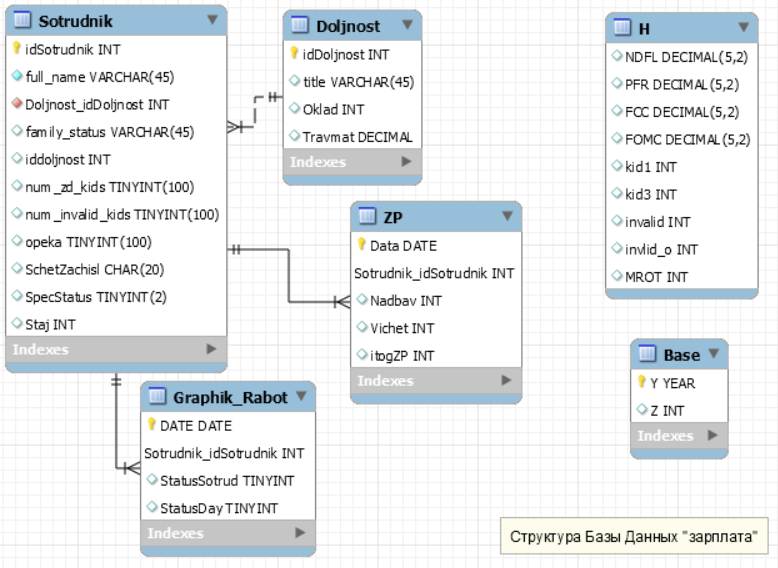 Sotrudnik
idSotrudnik INT
full_name VARCHAR(45)
Doljnost_idDoljnost INT
family_status VARCHAR(45)
iddoljnost INT
num_zd_kids TINYINT(100)
num_invalid_kids TINYINT(100)
opeka TINYINT(100)
SchetZachisl CHAR(20)
SpecStatus TINYINT(2)
Staj INT
Indexes
Doljnost
idDoljnost INT
title VARCHAR(45)
Oklad INT
Travmat DECIMAL
Indexes
H
NDFL DECIMAL(5,2)
PFR DECIMAL(5,2)
FCC DECIMAL(5,2)
FOMC DECIMAL(5,2)
kid1 INT
kid3 INT
invalid INT
invlid_o INT
MROT INT
ZP
Data DATE
Sotrudnik_idSotrudnik INT
Nadbav INT
Vichet INT
itogZP INT
Indexes
Base
Y YEAR
Z INT
Indexes
Graphik_Rabot
DATE DATE
Sotrudnik_idSotrudnik INT
StatusSotrud TINYINT
StatusDay TINYINT
Indexes
Структура Базы Данных "зарплата"